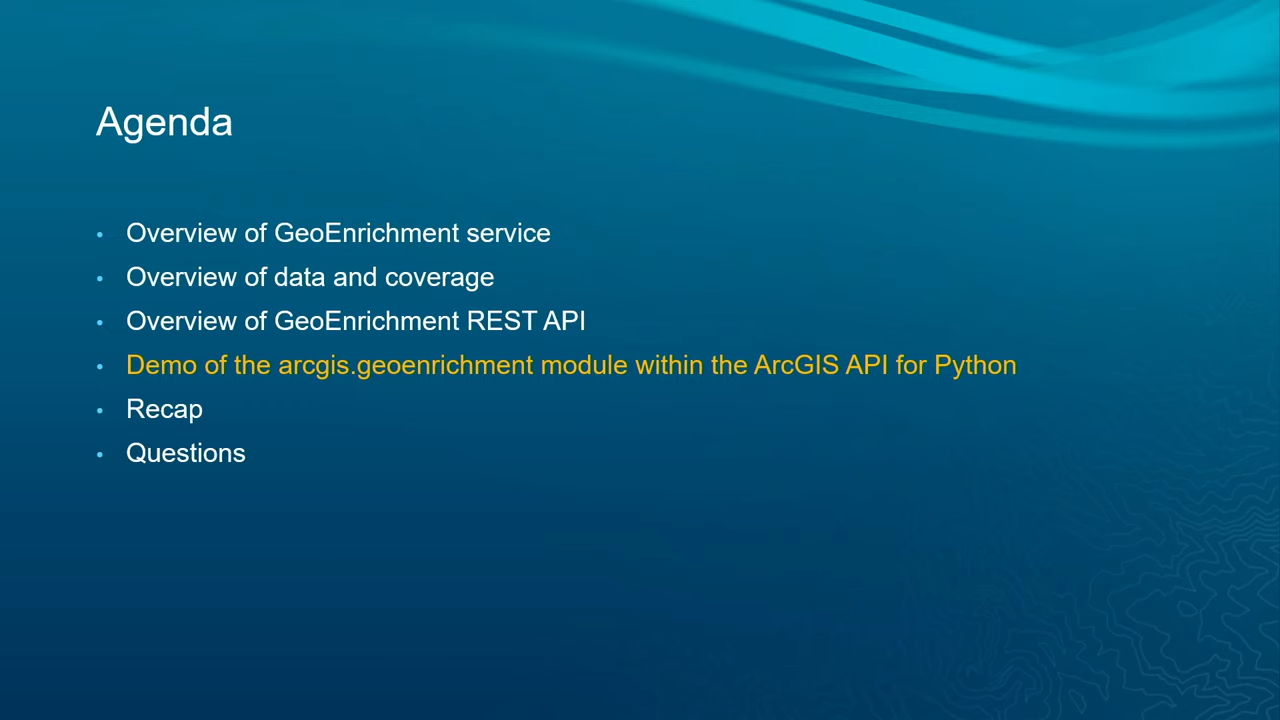 Agenda
• Overview of GeoEnrichment service
• Overview of data and coverage
• Overview of GeoEnrichment REST API
• Demo of the arcgis.geoenrichment module within the ArcGIS API for Python
• Recap
• Questions